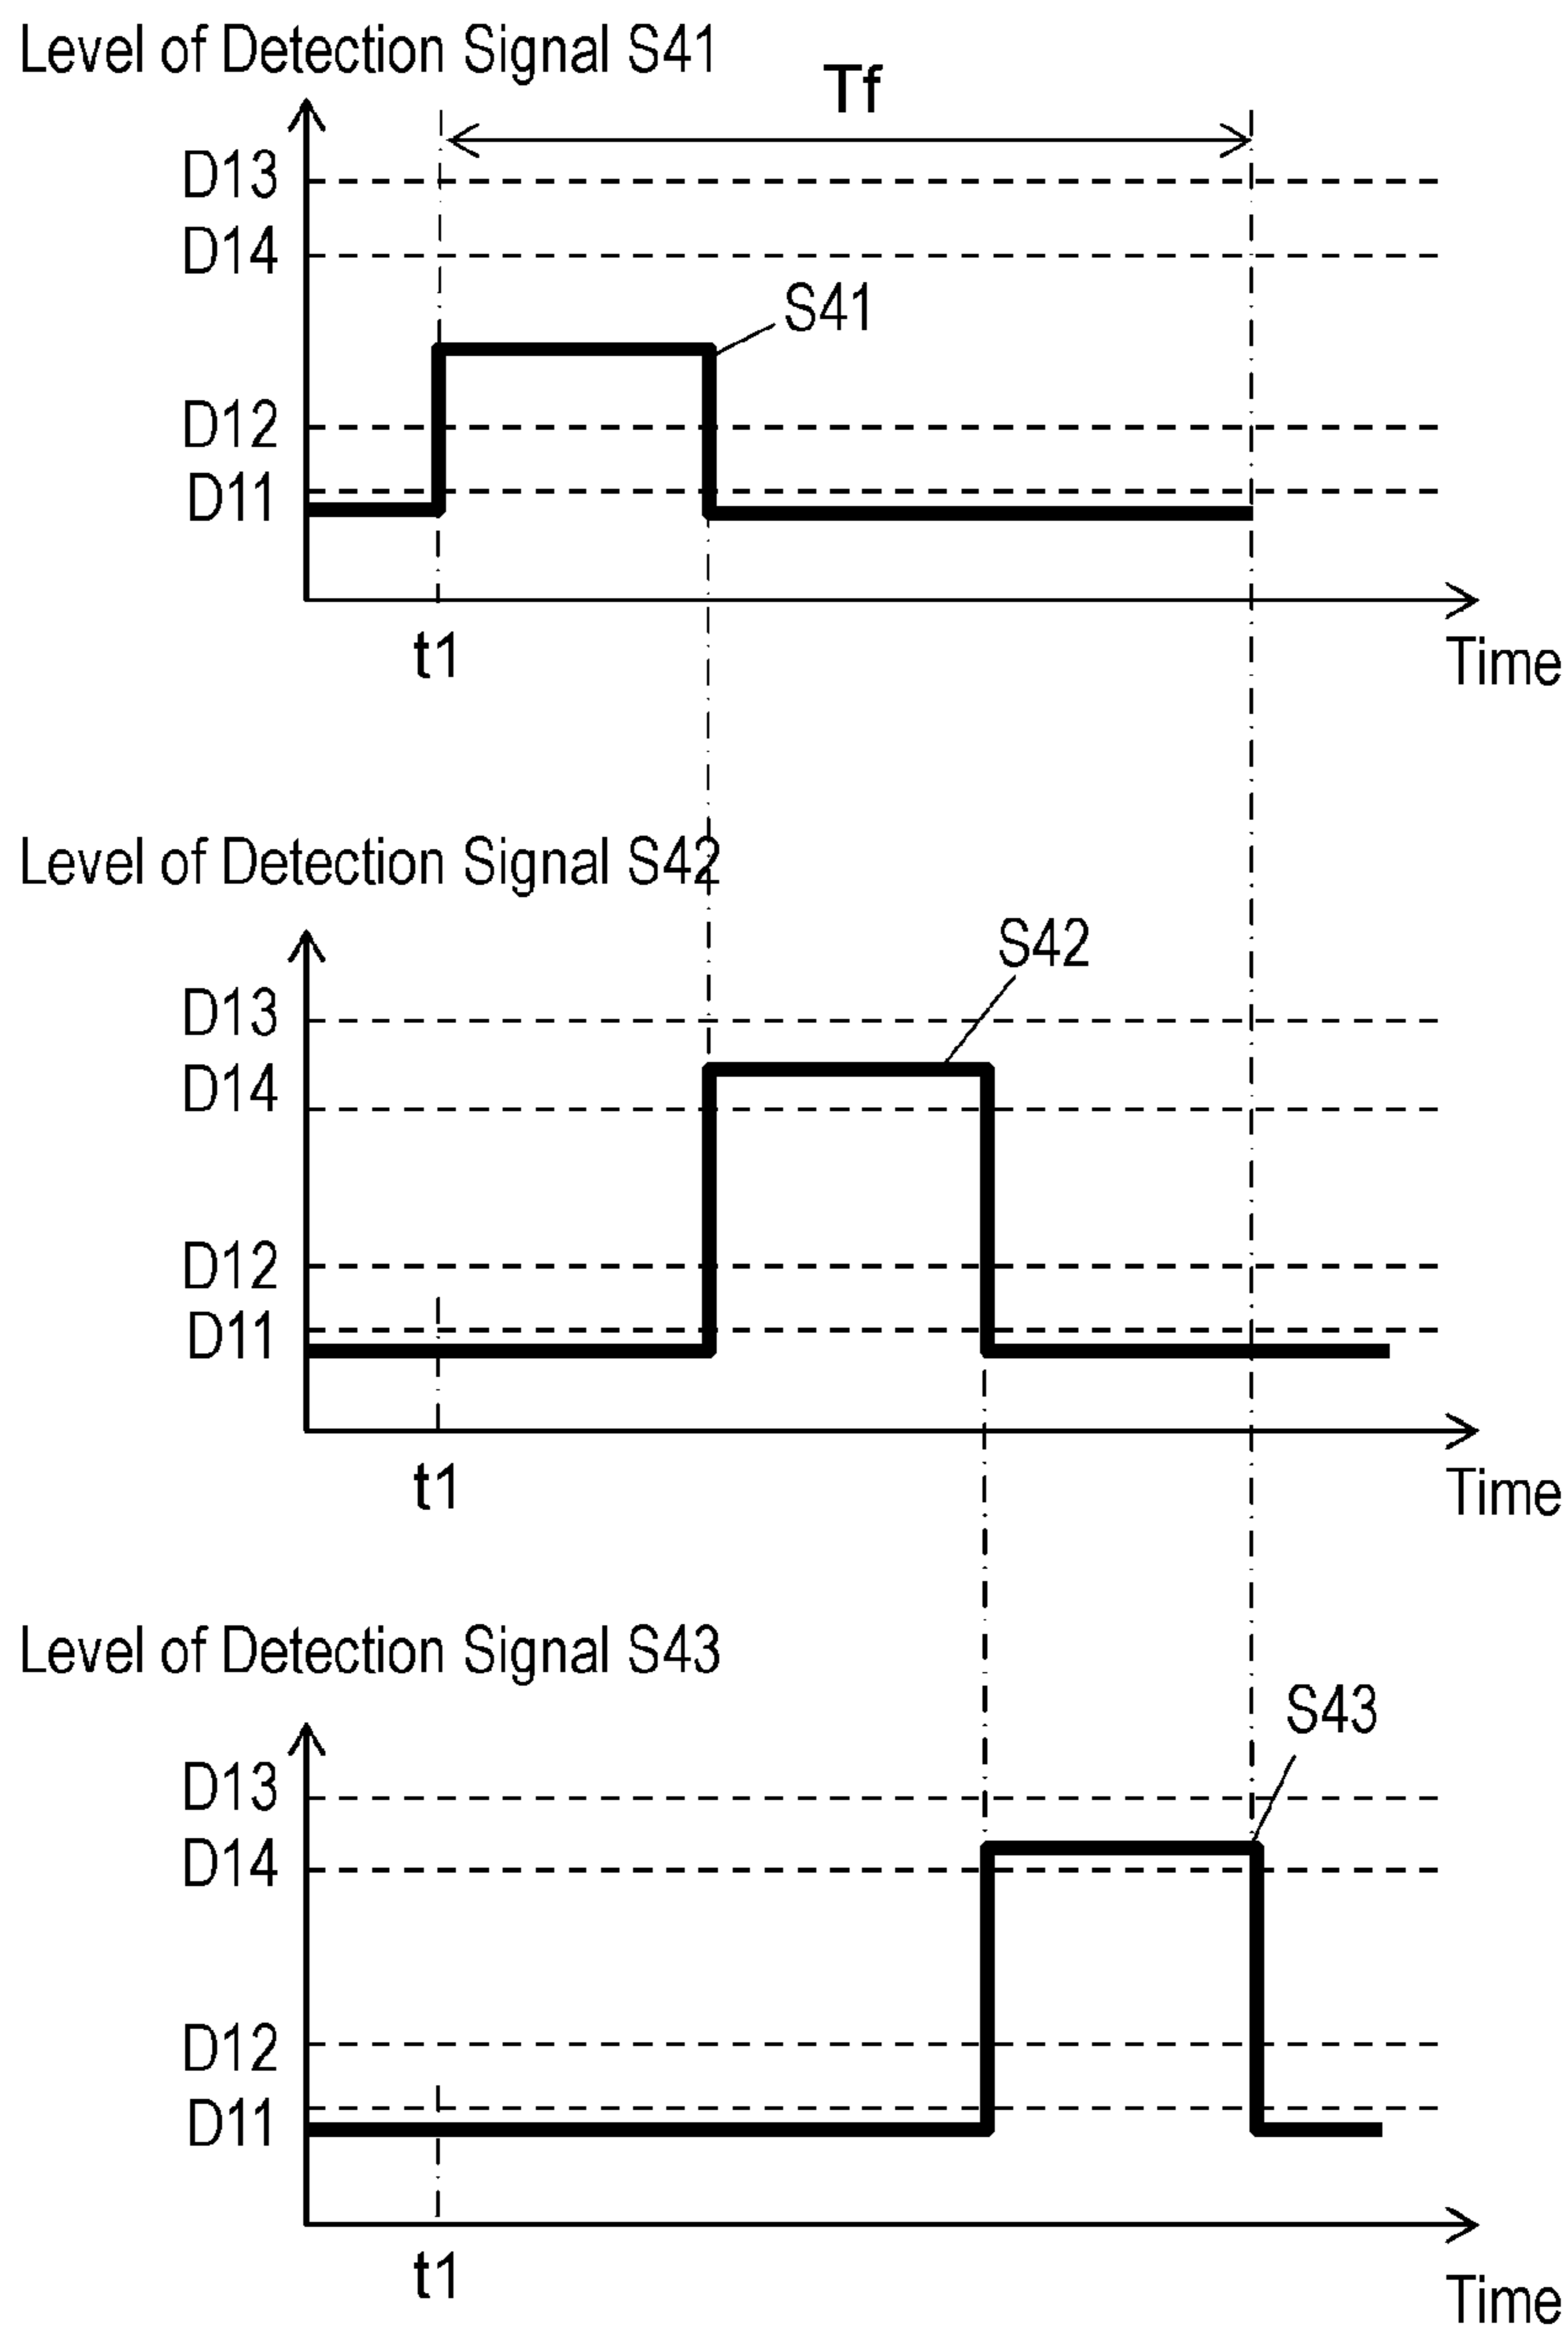 Level of Detection Signal S41
Tf
D13
D14
S41
D12
D11
t1
Time
Level of Detection Signal S42
S42
D13
D14
D12
D11
t1
Time
Level of Detection Signal S43
S43
D13
D14
D12
D11
t1
Time